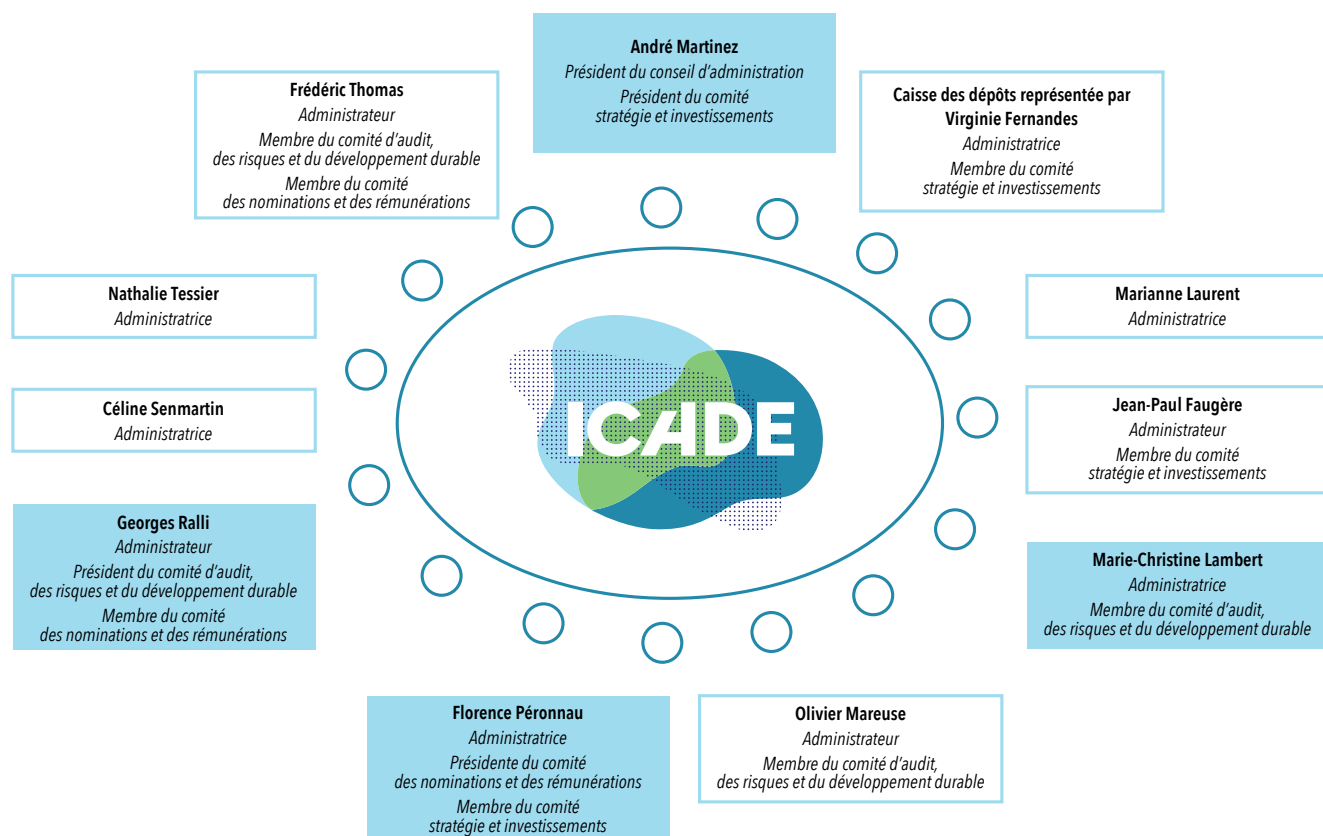 André Martinez
Président du conseil d'administration
Président du comité
stratégie et investissements
Frédéric Thomas
Administrateur
Membre du comité d'audit,
des risques et du développement durable
Membre du comité
des nominations et des rémunérations
Caisse des dépôts représentée par
Virginie Fernandes
Administratrice
Membre du comité
stratégie et investissements
Nathalie Tessier
Administratrice
Marianne Laurent
Administratrice
Céline Senmartin
Administratrice
Jean-Paul Faugère
Administrateur
Membre du comité
stratégie et investissements
ICADE
Georges Ralli
Administrateur
Président du comité d'audit,
des risques et du développement durable
Membre du comité
des nominations et des rémunérations
Marie-Christine Lambert
Administratrice
Membre du comité d'audit,
des risques et du développement durable
Florence Péronnau
Administratrice
Présidente du comité
des nominations et des rémunérations
Membre du comité
stratégie et investissements
Olivier Mareuse
Administrateur
Membre du comité d'audit,
des risques et du développement durable